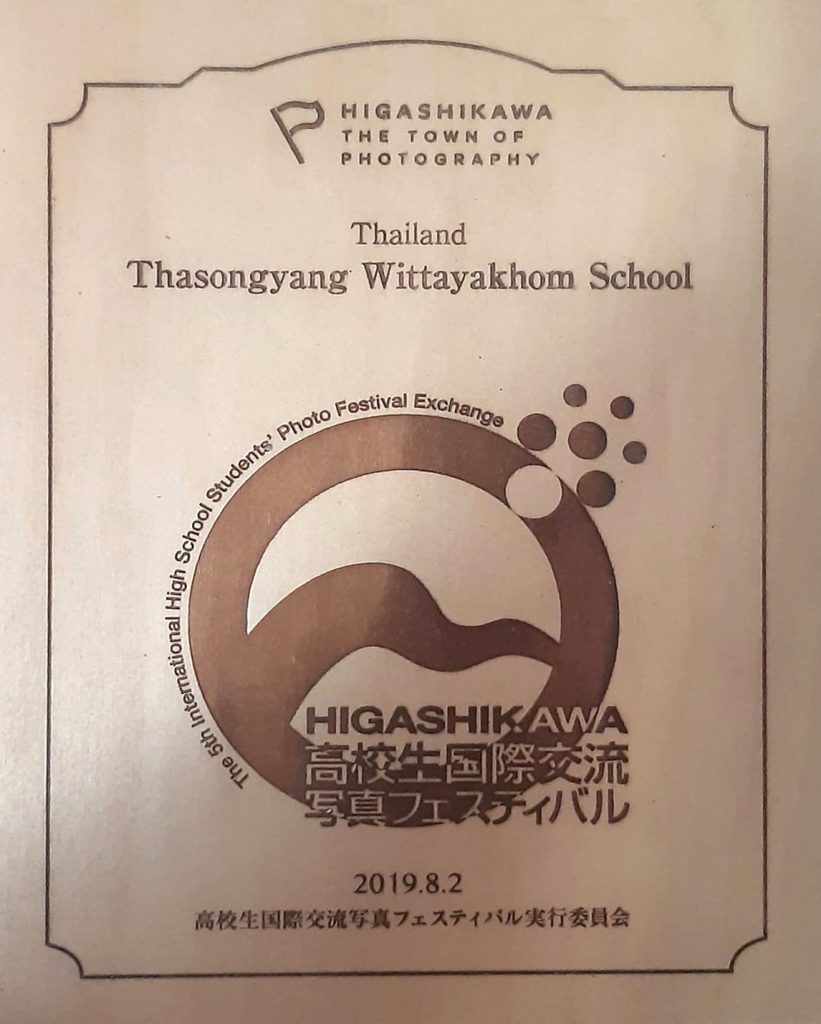 HIGASHIKAWA
THE TOWN OF
PHOTOGRAPHY
Thailand
Thasongyang Wittayakhom School
The 5th International High School Students' Photo Festival Exchange
HIGASHIKAWA
高校生国際交流
写真フェスティバル
2019.8.2
高校生国際交流写真フェスティバル実行委員会